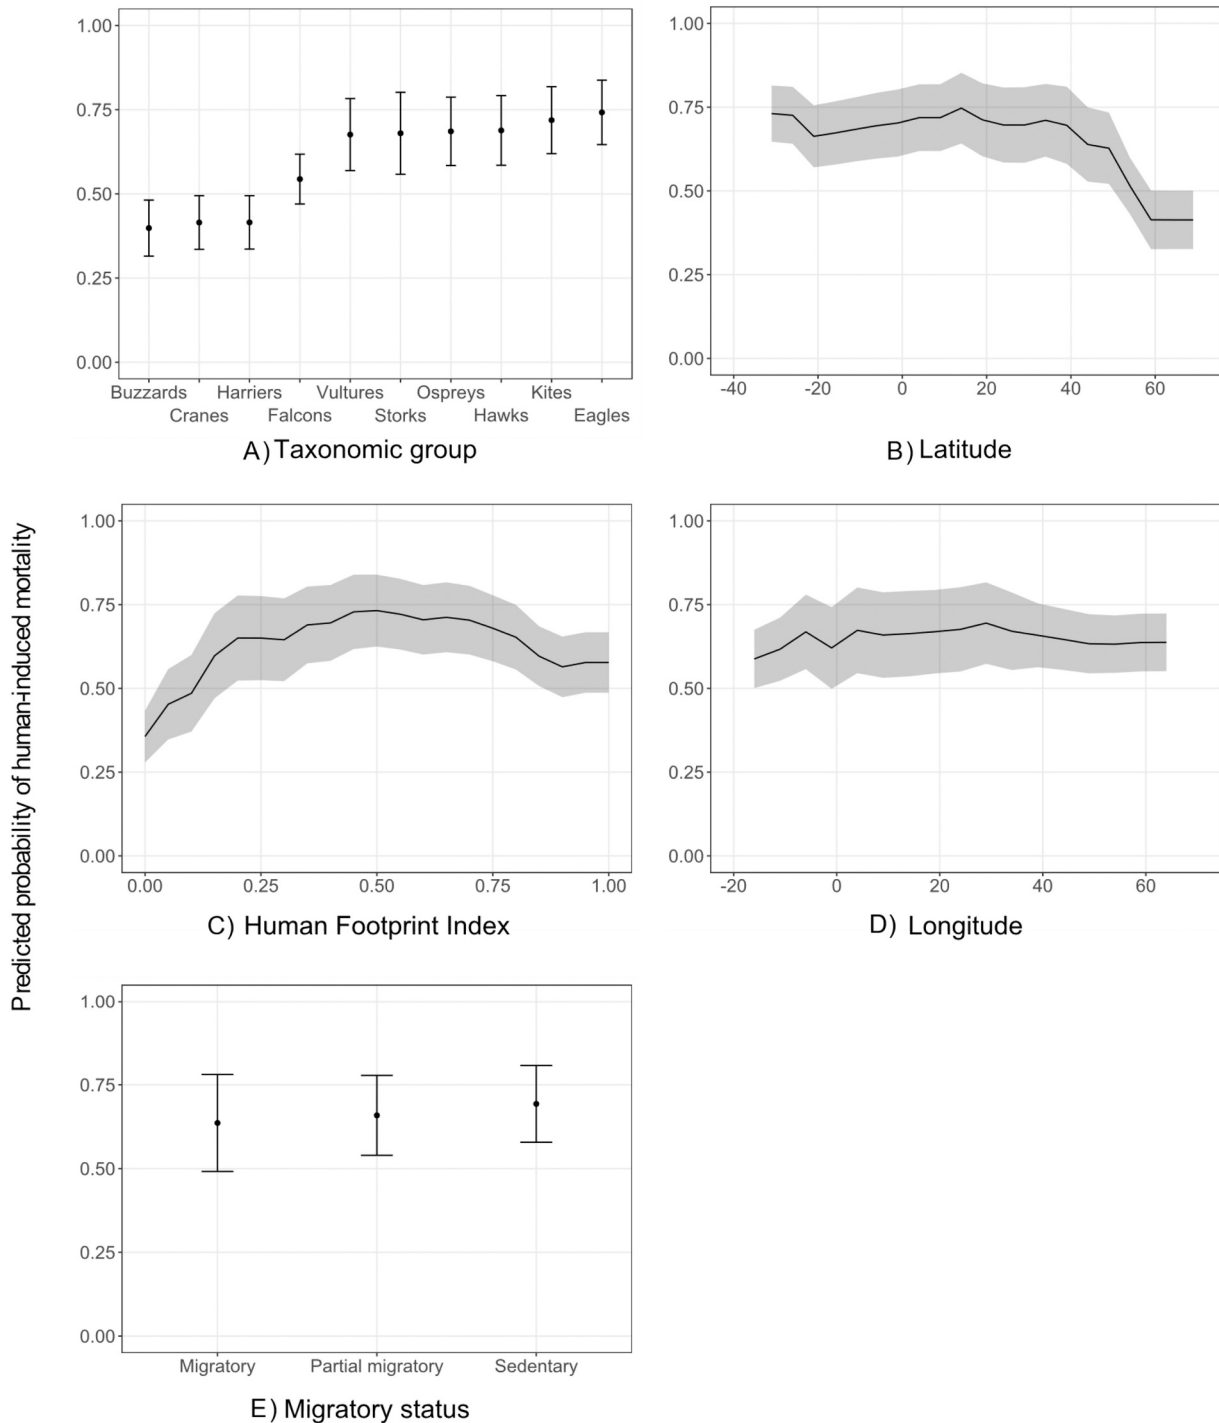 1.00
0.75
0.50
0.25
0.00
Buzzards Harriers Vultures Ospreys Kites
Cranes Falcons Storks Hawks Eagles
A) Taxonomic group
1.00
0.75
0.50
0.25
0.00
-40 -20 0 20 40 60
B) Latitude
Predicted probability of human-induced mortality
1.00
0.75
0.50
0.25
0.00
0.00 0.25 0.50 0.75 1.00
C) Human Footprint Index
1.00
0.75
0.50
0.25
0.00
-20 0 20 40 60
D) Longitude
1.00
0.75
0.50
0.25
0.00
Migratory Partial migratory Sedentary
E) Migratory status